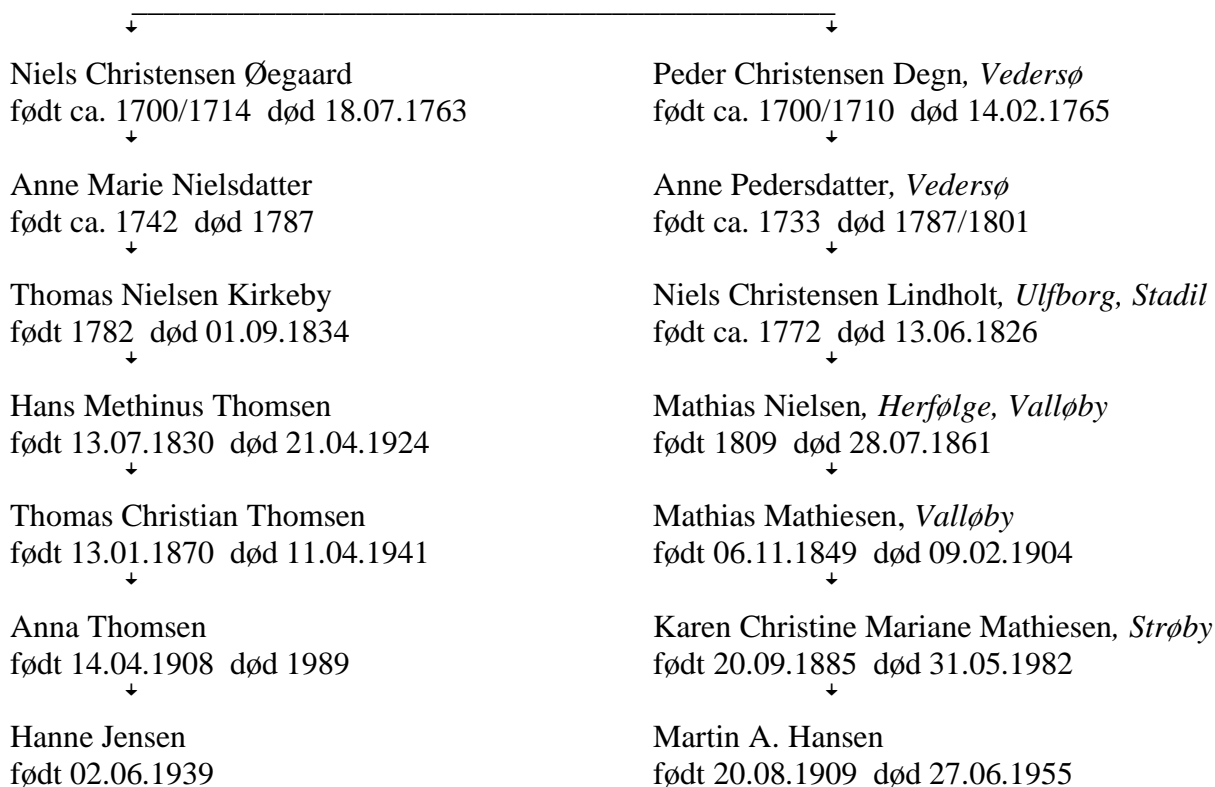 Niels Christensen Øegaard
født ca. 1700/1714 død 18.07.1763
Anne Marie Nielsdatter
født ca. 1742 død 1787
Thomas Nielsen Kirkeby
født 1782 død 01.09.1834
Hans Methinus Thomsen
født 13.07.1830 død 21.04.1924
Thomas Christian Thomsen
født 13.01.1870 død 11.04.1941
Anna Thomsen
født 14.04.1908 død 1989
Hanne Jensen
født 02.06.1939
Peder Christensen Degn, Vedersø
født ca. 1700/1710 død 14.02.1765
Anne Pedersdatter, Vedersø
født ca. 1733 død 1787/1801
Niels Christensen Lindholt, Ulfborg, Stadil
født ca. 1772 død 13.06.1826
Mathias Nielsen, Herfølge, Valløby
født 1809 død 28.07.1861
Mathias Mathiesen, Valløby
født 06.11.1849 død 09.02.1904
Karen Christine Mariane Mathiesen, Strøby
født 20.09.1885 død 31.05.1982
Martin A. Hansen
født 20.08.1909 død 27.06.1955